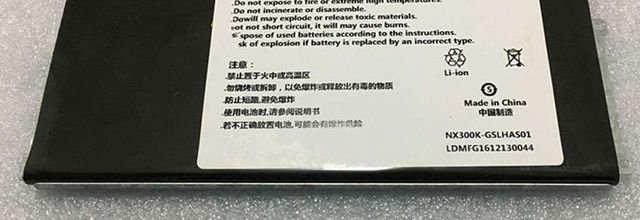 .Do not expose to fire or extreme high temperatures.
.Do not incinerate or disassemble.
.Dowill may explode or release toxic materials.
not short circuit, it will may cause burns.
spose of used batteries according to the instructions.
sk of explosion if battery is replaced by an incorrect type.
注意:
.禁止置于火中或高温区
.勿烧烤或拆卸，以免爆炸或释放出有毒的物质
.防止短路,避免爆炸
.使用电池时,请参阅说明书
.若不正确放置电池,可能会有爆炸危险
Li-ion
5
Made in China
中国制造
NX300K-GSLHAS01
LDMFG1612130044